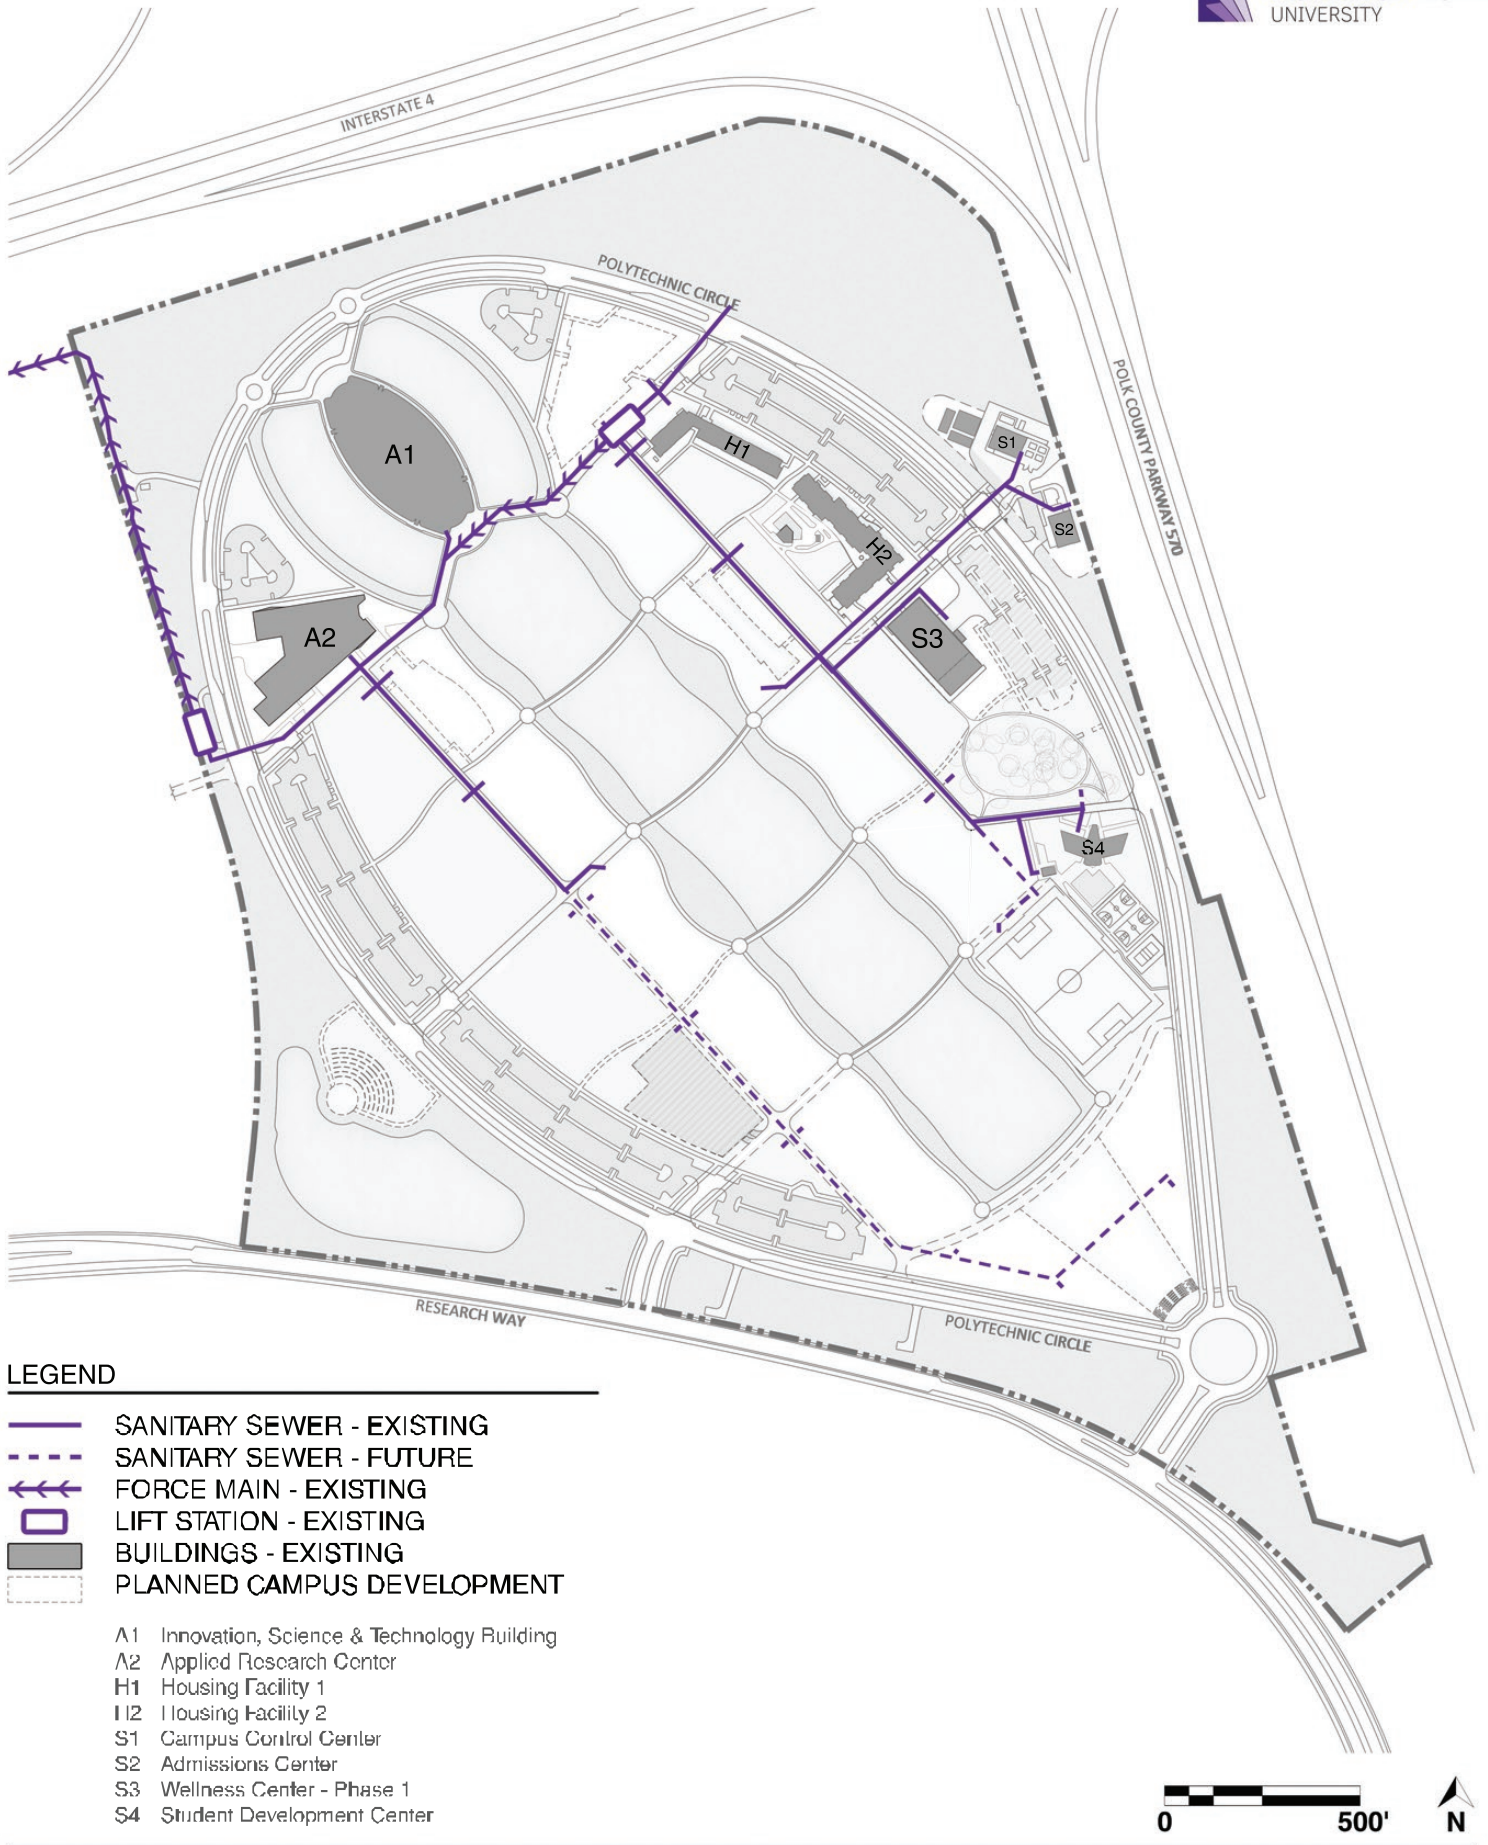 UNIVERSITY
INTERSTATE 4
POLYTECHNIC CIRCLE
POLK COUNTY PARKWAY 570
A1
H1
S1
S2
H2
A2
S3
S4
RESEARCH WAY
POLYTECHNIC CIRCLE
LEGEND
SANITARY SEWER - EXISTING
SANITARY SEWER - FUTURE
FORCE MAIN - EXISTING
LIFT STATION - EXISTING
BUILDINGS - EXISTING
PLANNED CAMPUS DEVELOPMENT
A1 Innovation, Science & Technology Building
A2 Applied Research Center
H1 Housing Facility 1
H2 Housing Facility 2
S1 Campus Control Center
S2 Admissions Center
S3 Wellness Center - Phase 1
S4 Student Development Center
0 500' N